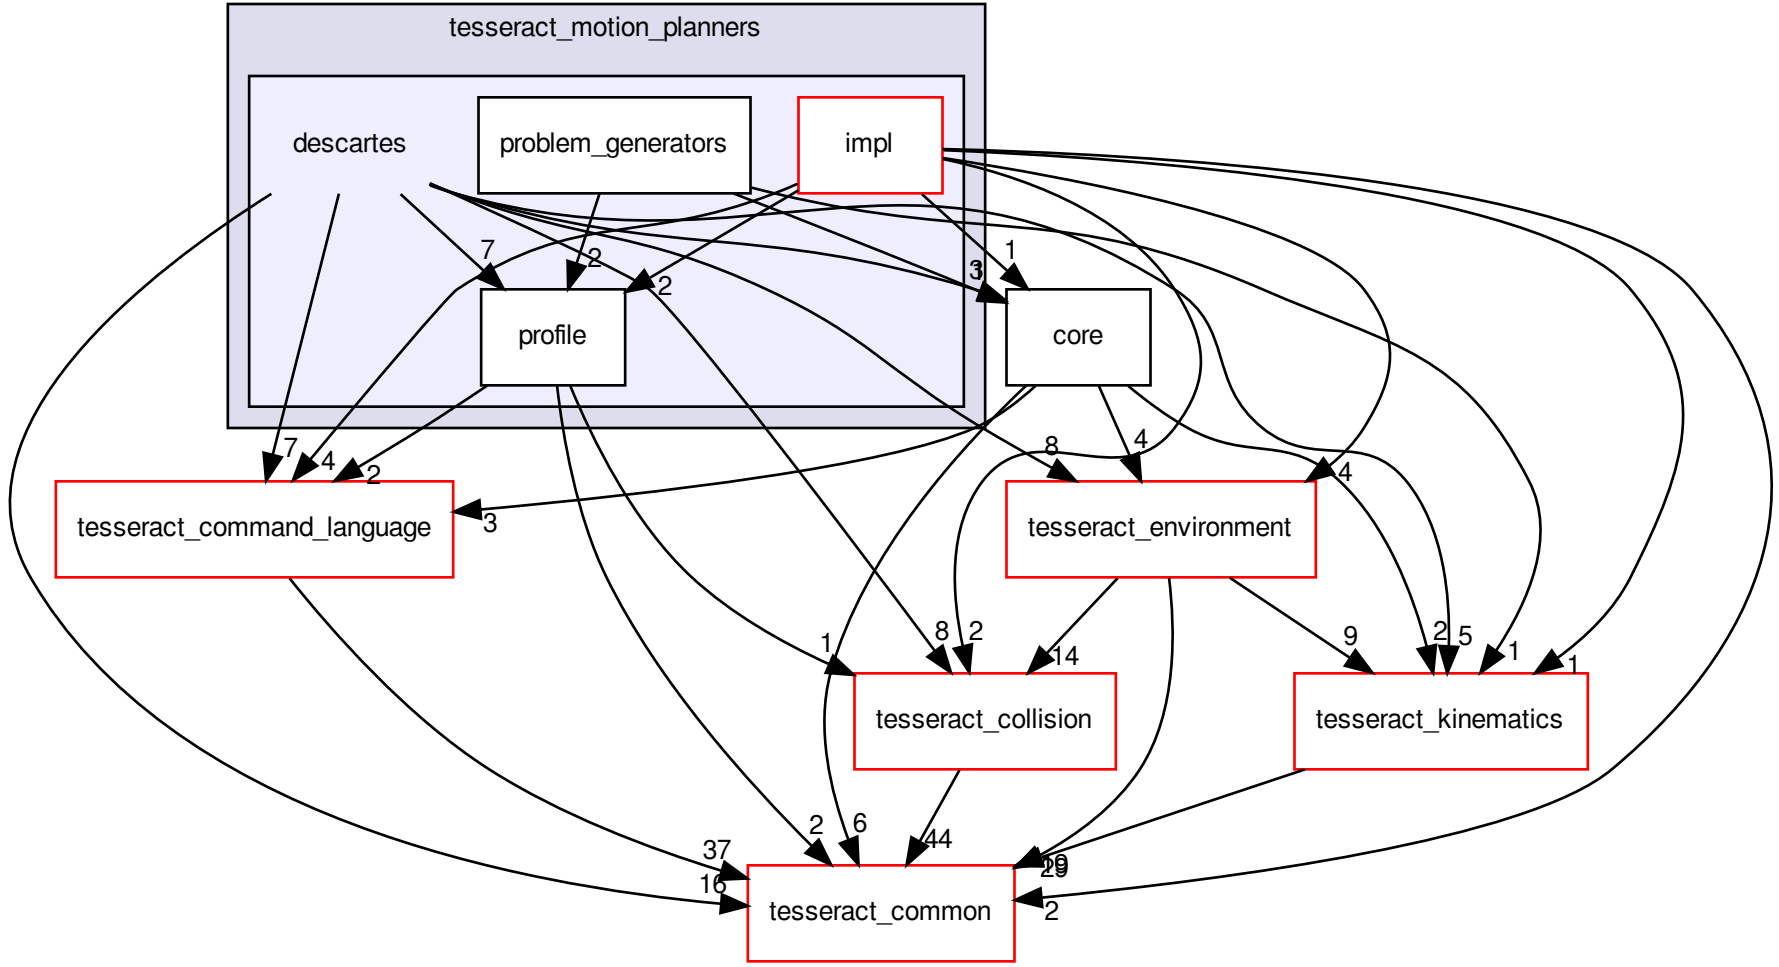 tesseract_motion_planners
descartes
problem_generators
impl
7
2
2
1
3
profile
core
7
4
2
3
8
4
4
tesseract_command_language
tesseract_environment
1
8
2
14
9
2
5
1
1
tesseract_collision
tesseract_kinematics
37
16
2
6
44
19
2
tesseract_common